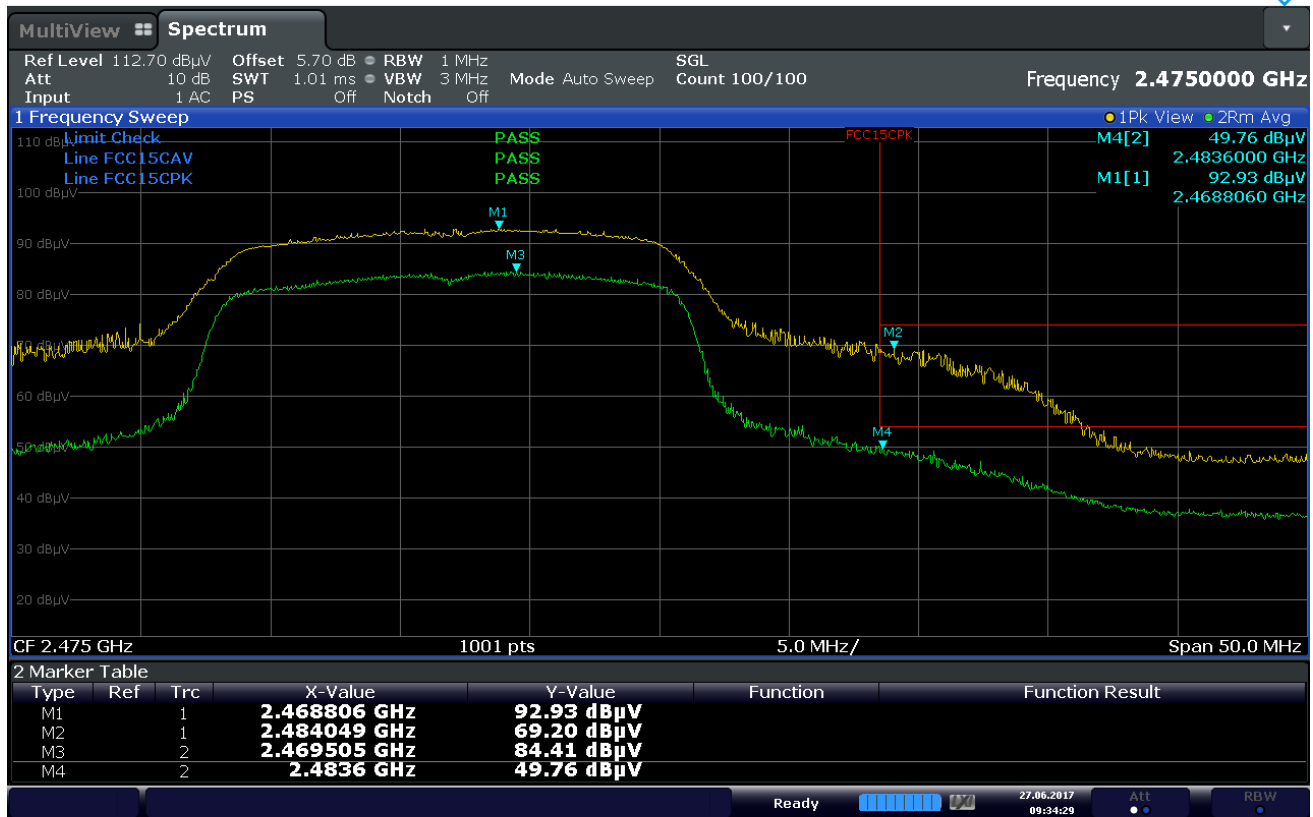 MultiView Spectrum
Ref Level 112.70 dBµV Offset 5.70 dB RBW 1 MHz SGL
Att 10 dB SWT 1.01 ms VBW 3 MHz Mode Auto Sweep Count 100/100 Frequency 2.4750000 GHz
Input 1 AC PS Off Notch Off
1 Frequency Sweep 1Pk View 2Rm Avg
110 dBµV Limit Check PASS FCC15CPK M4[2] 49.76 dBµV
Line FCC15CAV PASS 2.4836000 GHz
Line FCC15CPK PASS M1[1] 92.93 dBµV
100 dBµV 2.4688060 GHz
M1
90 dBµV
M3
80 dBµV
70 dBµV M2
60 dBµV
M4
50 dBµV
40 dBµV
30 dBµV
20 dBµV
CF 2.475 GHz 1001 pts 5.0 MHz/ Span 50.0 MHz
2 Marker Table
Type Ref Trc X-Value Y-Value Function Function Result
M1 1 2.468806 GHz 92.93 dBµV
M2 1 2.484049 GHz 69.20 dBµV
M3 2 2.469505 GHz 84.41 dBµV
M4 2 2.4836 GHz 49.76 dBµV
Ready LXI 27.06.2017 Att RBW
09:34:29